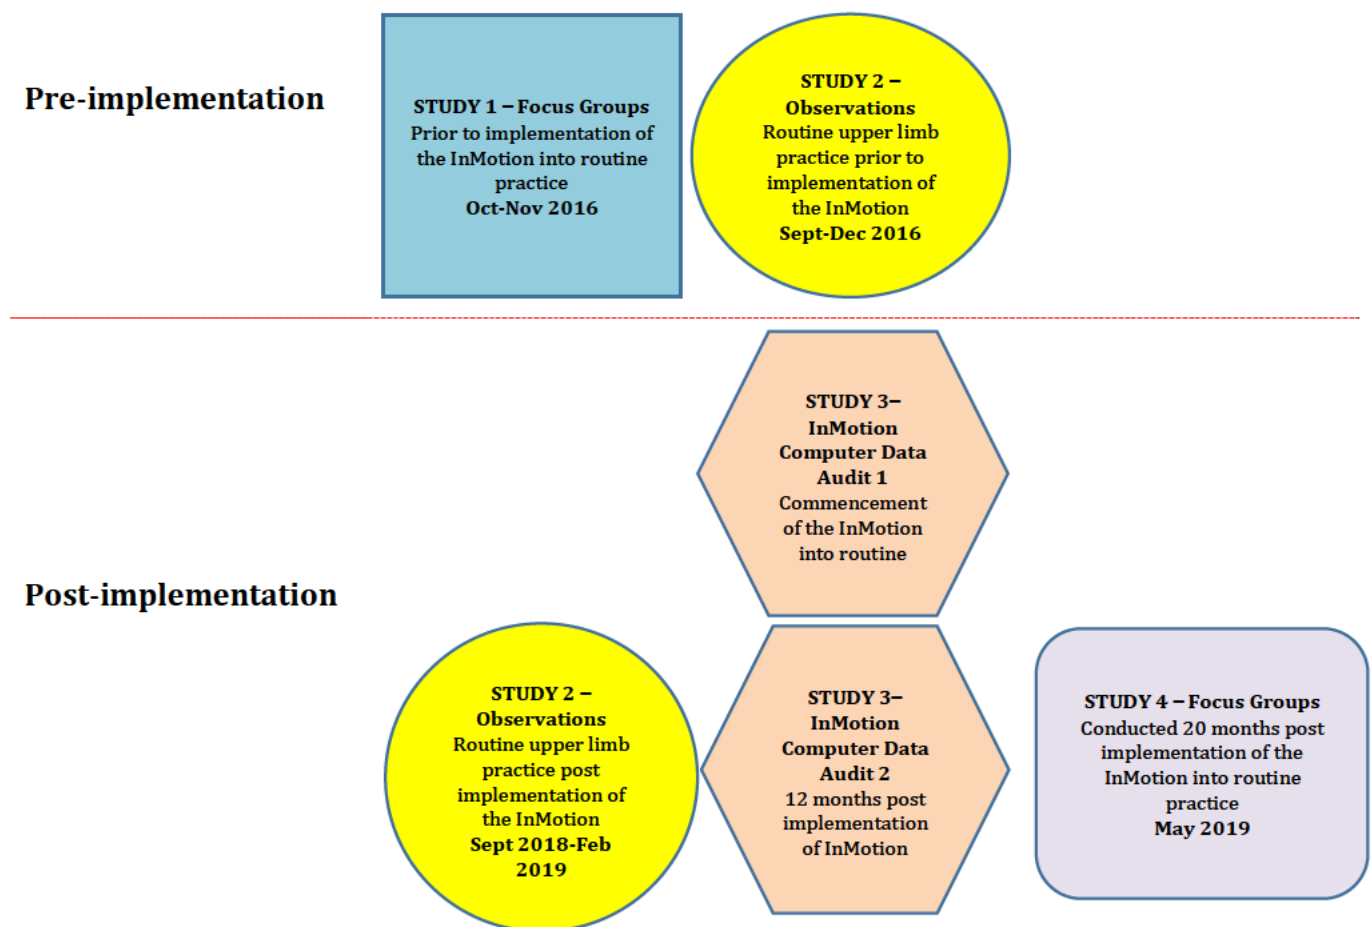 Pre-implementation
STUDY 1 – Focus Groups
Prior to implementation of
the InMotion into routine
practice
Oct-Nov 2016
STUDY 2 –
Observations
Routine upper limb
practice prior to
implementation of
the InMotion
Sept-Dec 2016
STUDY 3–
InMotion
Computer Data
Audit 1
Commencement
of the InMotion
into routine
Post-implementation
STUDY 2 –
Observations
Routine upper limb
practice post
implementation of
the InMotion
Sept 2018-Feb
2019
STUDY 3–
InMotion
Computer Data
Audit 2
12 months post
implementation
of InMotion
STUDY 4 – Focus Groups
Conducted 20 months post
implementation of the
InMotion into routine
practice
May 2019